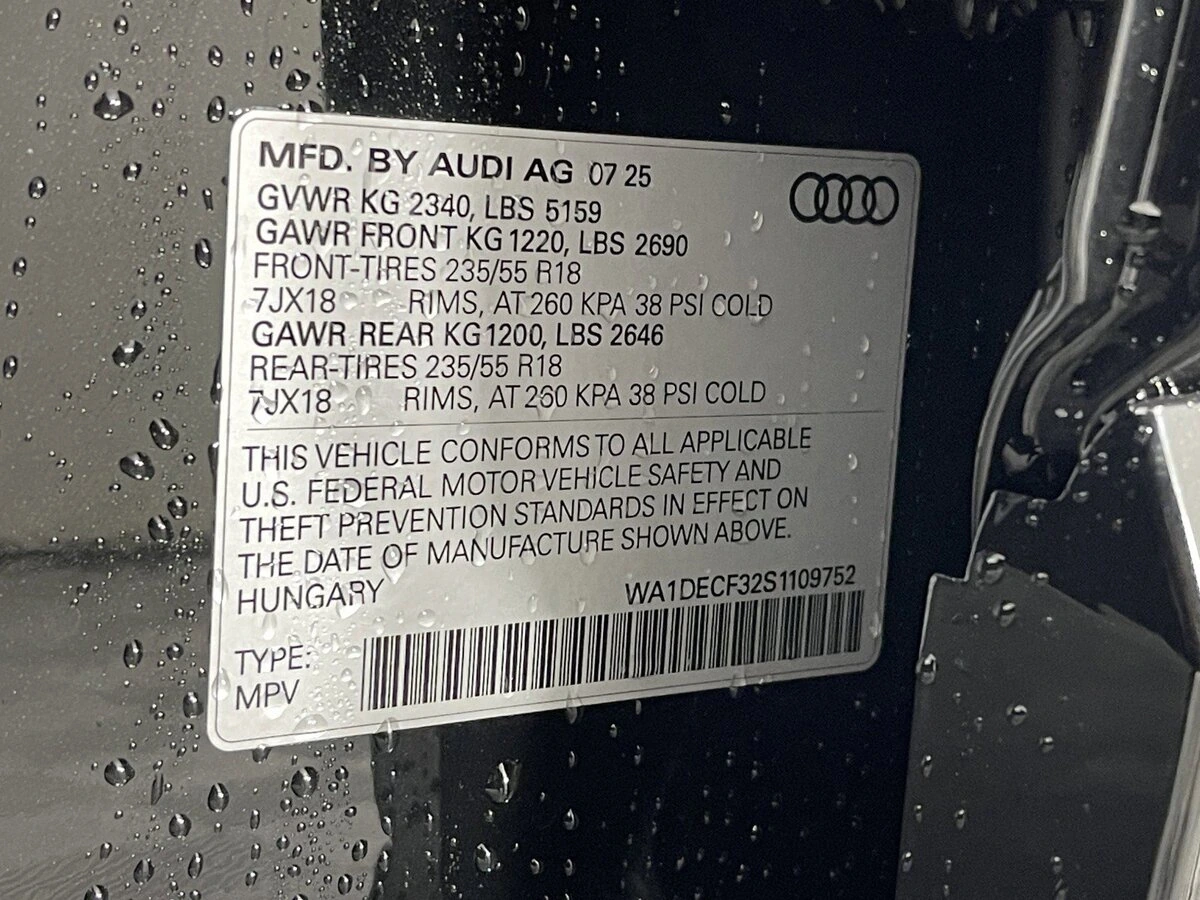 MFD. BY AUDI AG 07 25
GVWR KG 2340, LBS 5159
GAWR FRONT KG 1220, LBS 2690
FRONT-TIRES 235/55 R18
7JX18 RIMS, AT 260 KPA 38 PSI COLD
GAWR REAR KG 1200, LBS 2646
REAR-TIRES 235/55 R18
7JX18 RIMS, AT 260 KPA 38 PSI COLD
THIS VEHICLE CONFORMS TO ALL APPLICABLE
U.S. FEDERAL MOTOR VEHICLE SAFETY AND
THEFT PREVENTION STANDARDS IN EFFECT ON
THE DATE OF MANUFACTURE SHOWN ABOVE.
HUNGARY WA1DECF32S1109752
TYPE:
MPV